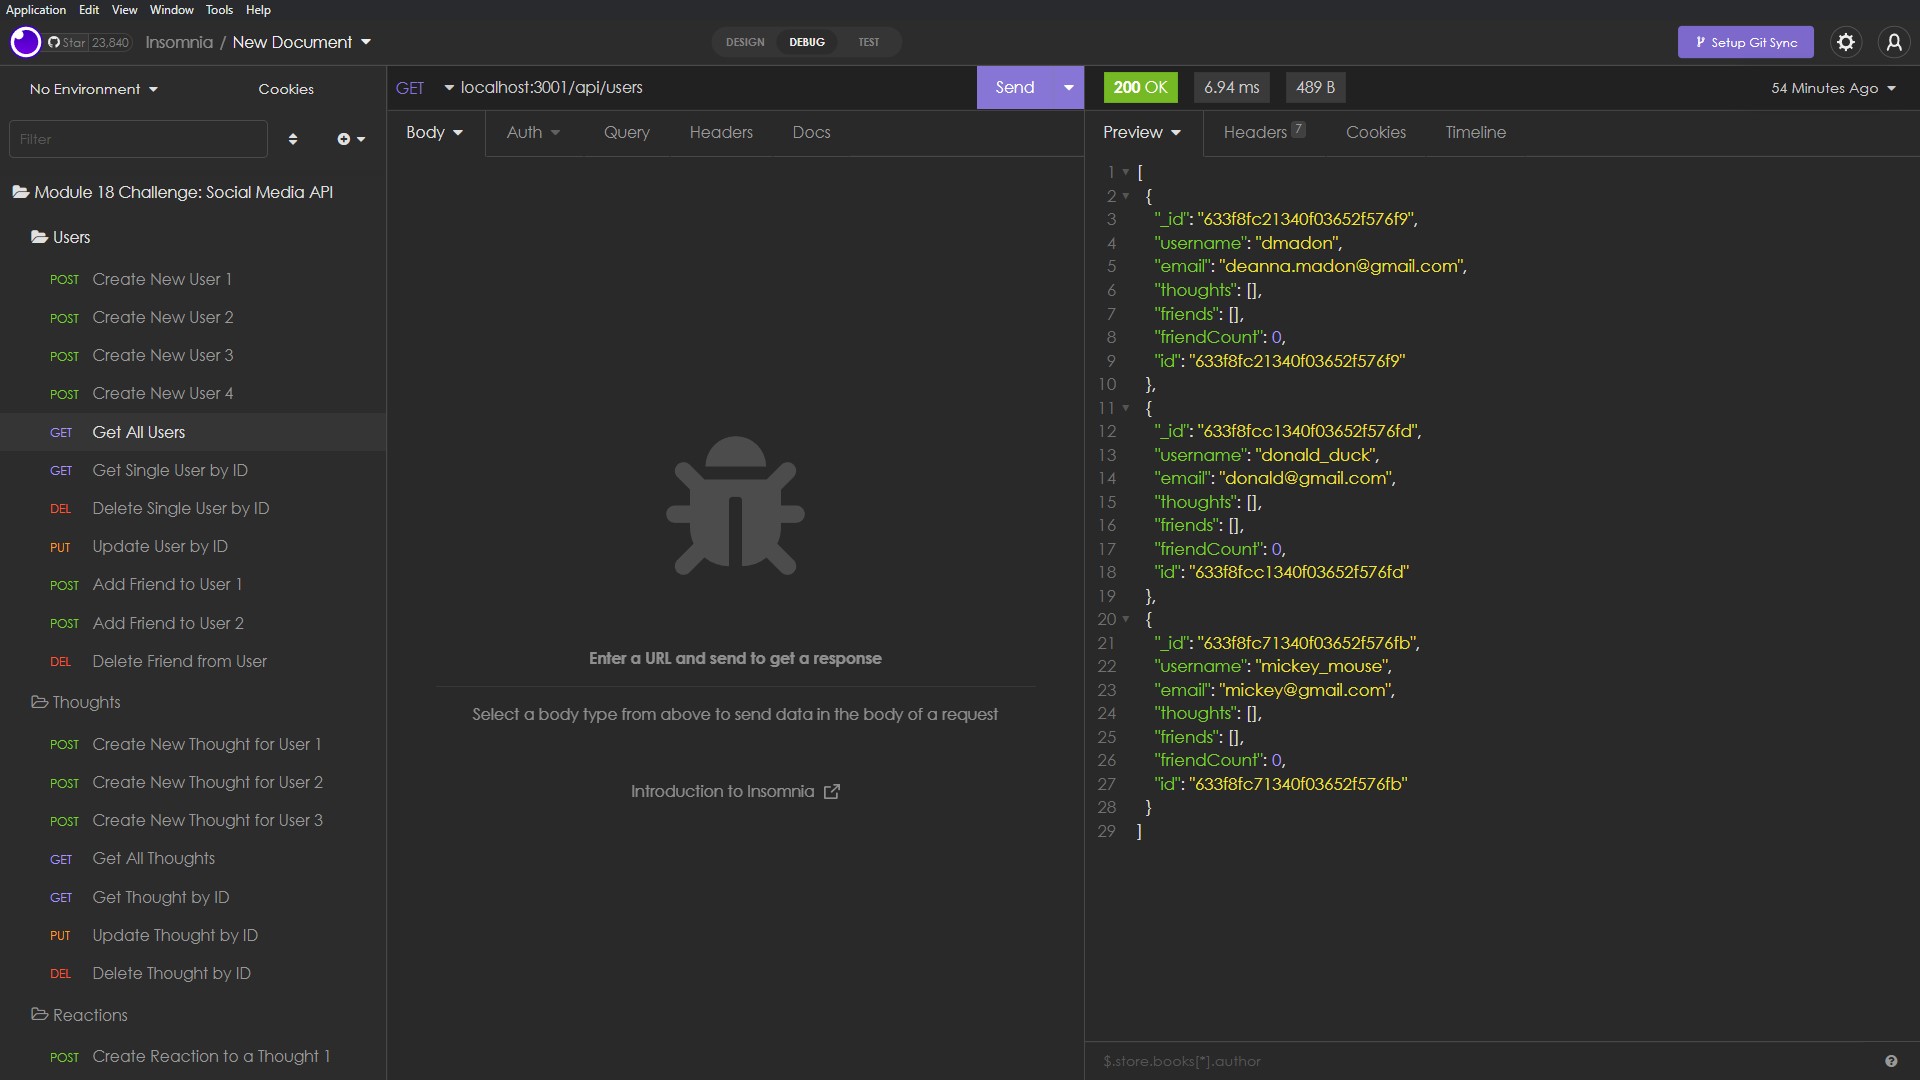 Application Edit View Window Tools Help
Star 23,840 Insomnia / New Document DESIGN DEBUG TEST Setup Git Sync
No Environment Cookies
Filter
Module 18 Challenge: Social Media API
Users
POST Create New User 1
POST Create New User 2
POST Create New User 3
POST Create New User 4
GET Get All Users
GET Get Single User by ID
DEL Delete Single User by ID
PUT Update User by ID
POST Add Friend to User 1
POST Add Friend to User 2
DEL Delete Friend from User
Thoughts
POST Create New Thought for User 1
POST Create New Thought for User 2
POST Create New Thought for User 3
GET Get All Thoughts
GET Get Thought by ID
PUT Update Thought by ID
DEL Delete Thought by ID
Reactions
POST Create Reaction to a Thought 1
GET localhost:3001/api/users Send
Body Auth Query Headers Docs
Enter a URL and send to get a response
Select a body type from above to send data in the body of a request
Introduction to Insomnia
200 OK 6.94 ms 489 B 54 Minutes Ago
Preview Headers 7 Cookies Timeline
1 [
2 {
3 "_id": "633f8fc21340f03652f576f9",
4 "username": "dmadon",
5 "email": "deanna.madon@gmail.com",
6 "thoughts": [],
7 "friends": [],
8 "friendCount": 0,
9 "id": "633f8fc21340f03652f576f9"
10 },
11 {
12 "_id": "633f8fcc1340f03652f576fd",
13 "username": "donald_duck",
14 "email": "donald@gmail.com",
15 "thoughts": [],
16 "friends": [],
17 "friendCount": 0,
18 "id": "633f8fcc1340f03652f576fd"
19 },
20 {
21 "_id": "633f8fc71340f03652f576fb",
22 "username": "mickey_mouse",
23 "email": "mickey@gmail.com",
24 "thoughts": [],
25 "friends": [],
26 "friendCount": 0,
27 "id": "633f8fc71340f03652f576fb"
28 }
29 ]
$.store.books[*].author